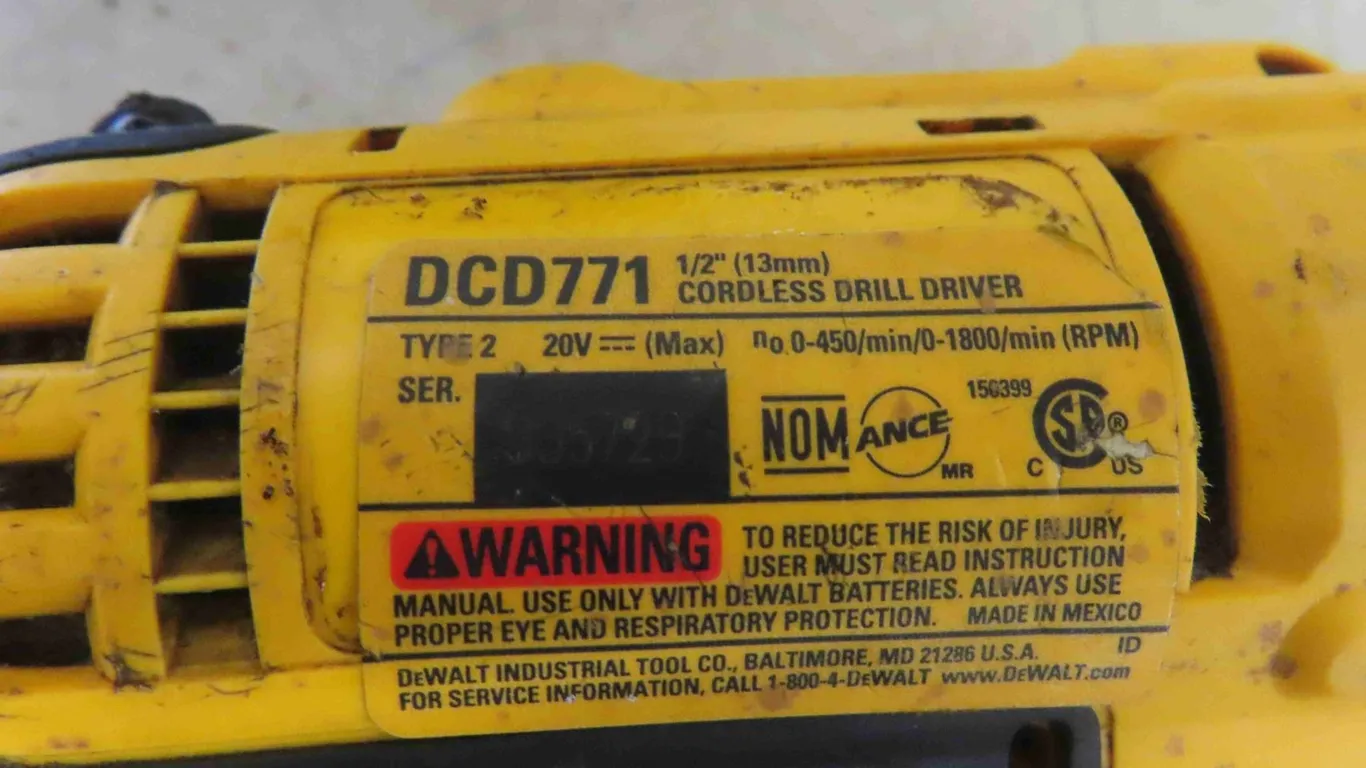 DCD771 1/2" (13mm)
CORDLESS DRILL DRIVER
TYPE 2 20V ⎓ (Max) no 0-450/min/0-1800/min (RPM)
SER.
NOM ANCE MR
150399
CSA ® C US
WARNING TO REDUCE THE RISK OF INJURY,
USER MUST READ INSTRUCTION
MANUAL. USE ONLY WITH DEWALT BATTERIES. ALWAYS USE
PROPER EYE AND RESPIRATORY PROTECTION. MADE IN MEXICO
DEWALT INDUSTRIAL TOOL CO., BALTIMORE, MD 21286 U.S.A. ID
FOR SERVICE INFORMATION, CALL 1-800-4-DEWALT www.DEWALT.com